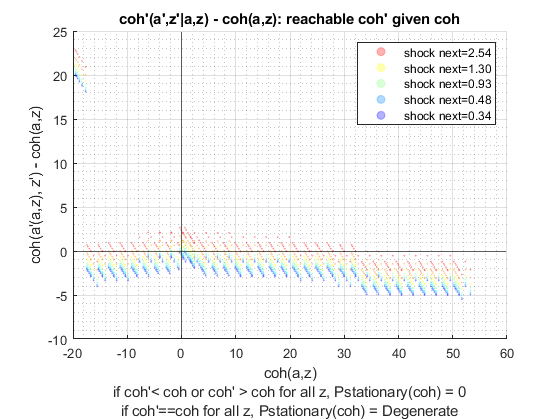 coh'(a',z'|a,z) - coh(a,z): reachable coh' given coh
25
20
15
10
5
0
-5
-10
coh(a'(a,z), z') - coh(a,z)
shock next=2.54
shock next=1.30
shock next=0.93
shock next=0.48
shock next=0.34
-20
-10
0
10
20
30
40
50
60
coh(a,z)
if coh'< coh or coh' > coh for all z, Pstationary(coh) = 0
if coh'==coh for all z, Pstationary(coh) = Degenerate